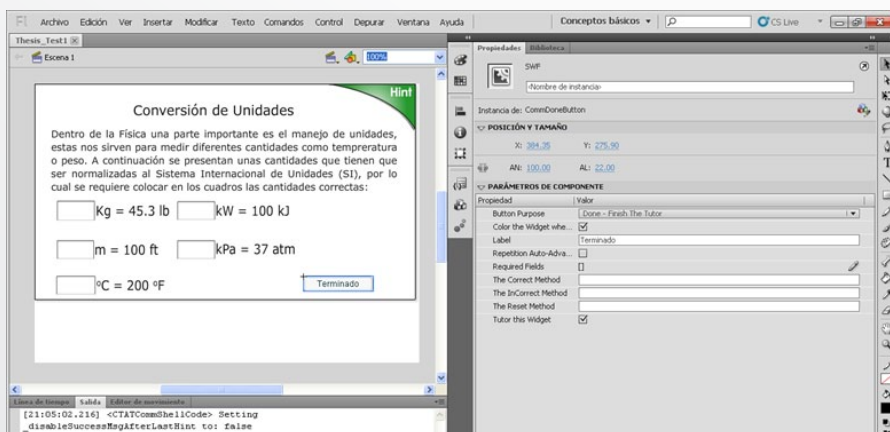 Fl Archivo Edición Ver Insertar Modificar Texto Comandos Control Depurar Ventana Ayuda Conceptos básicos CS Live
Thesis_Test1
Escena 1 100%
Hint
Conversión de Unidades
Dentro de la Física una parte importante es el manejo de unidades,
estas nos sirven para medir diferentes cantidades como tempreratura
o peso. A continuación se presentan unas cantidades que tienen que
ser normalizadas al Sistema Internacional de Unidades (SI), por lo
cual se requiere colocar en los cuadros las cantidades correctas:
Kg = 45.3 lb kW = 100 kJ
m = 100 ft kPa = 37 atm
ºC = 200 ºF Terminado
Línea de tiempo Salida Editor de movimiento
[21:05:02.216] <CTATCommShellCode> Setting
_disableSuccessMsgAfterLastHint to: false
Propiedades Biblioteca
SWF
<Nombre de instancia>
Instancia de: CommDoneButton
POSICIÓN Y TAMAÑO
X: 384.35 Y: 275.90
AN: 100.00 AL: 22.00
PARÁMETROS DE COMPONENTE
Propiedad Valor
Button Purpose Done - Finish The Tutor
Color the Widget whe...
Label Terminado
Repetition Auto-Adva...
Required Fields []
The Correct Method
The InCorrect Method
The Reset Method
Tutor this Widget